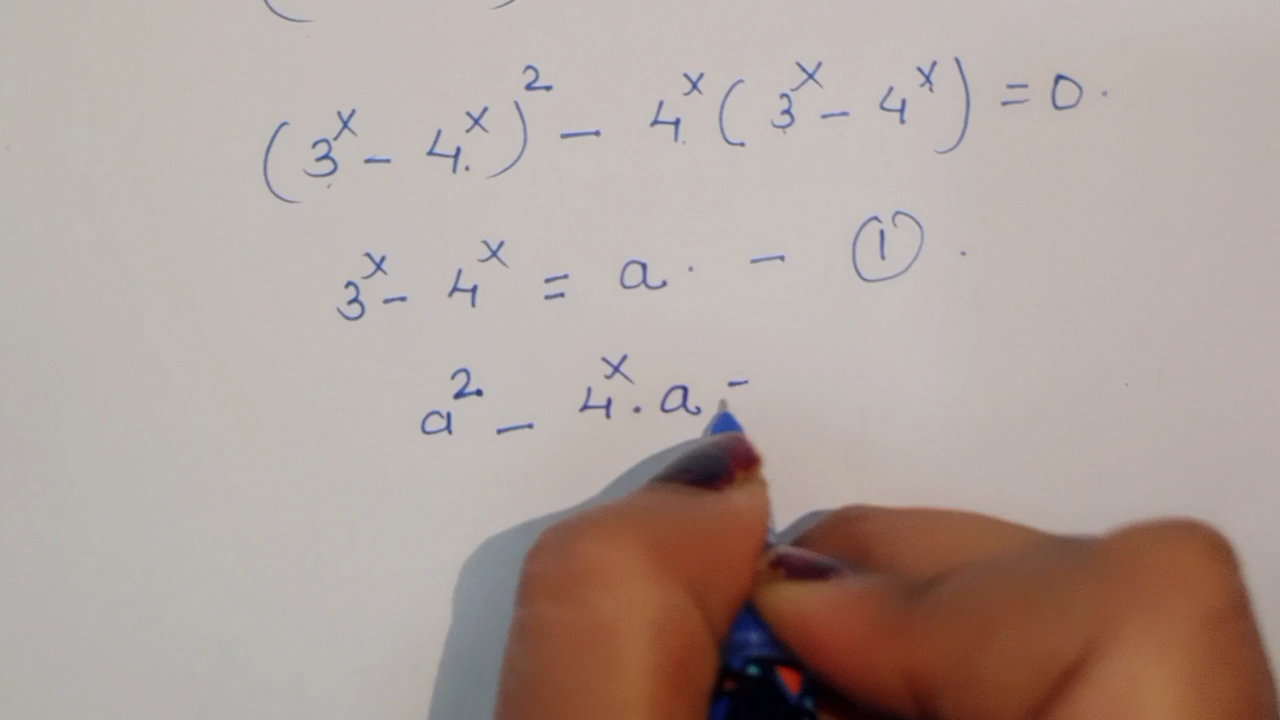 (3^x - 4^x)^2 - 4^x (3^x - 4^x) = 0.
3^x - 4^x = a. - ①.
a^2 - 4^x . a -